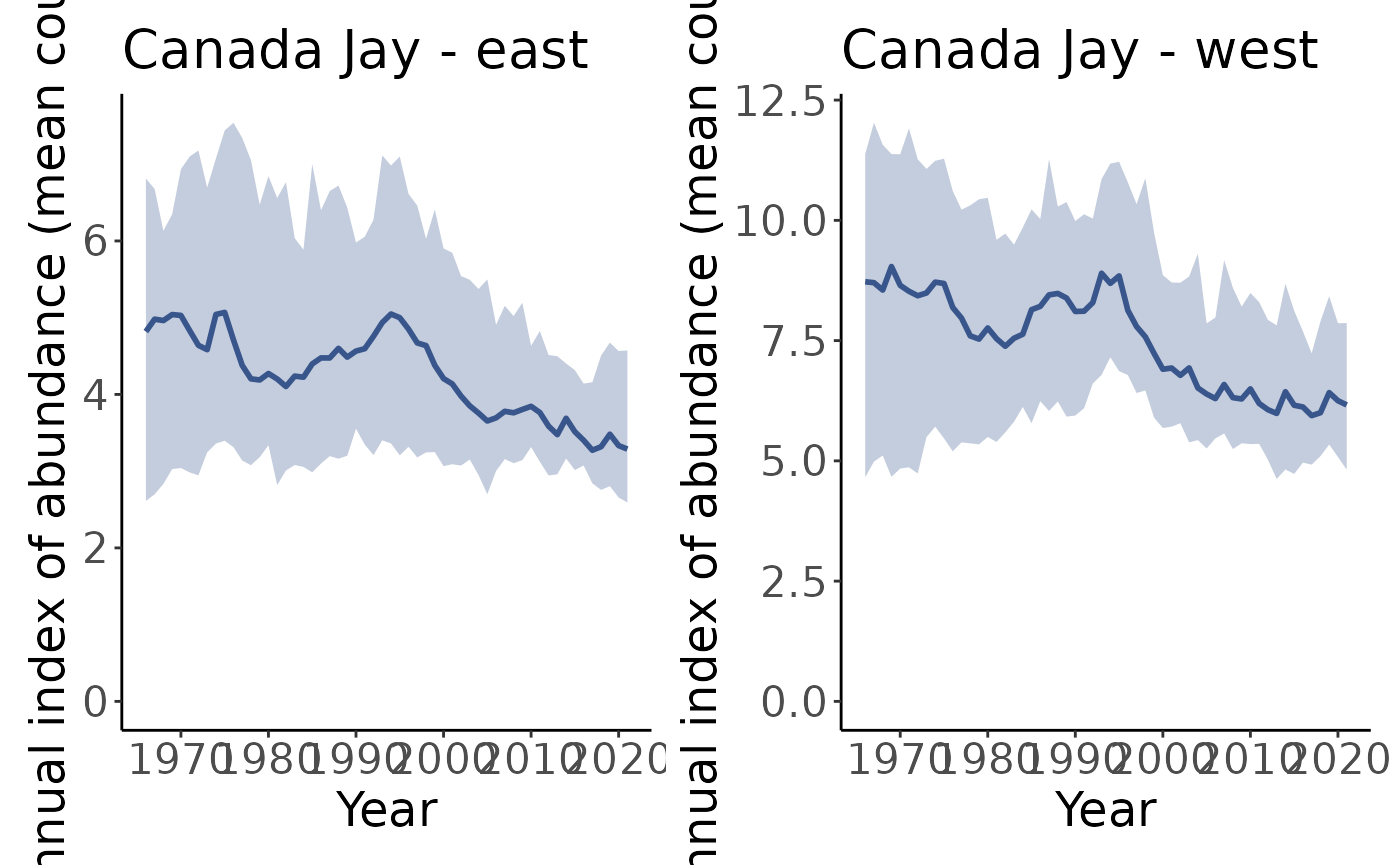 Canada Jay - east
Canada Jay - west
nnual index of abundance (mean cou
6
4
2
0
1970 1980 1990 2000 2010 2020
Year
nnual index of abundance (mean cou
12.5
10.0
7.5
5.0
2.5
0.0
1970 1980 1990 2000 2010 2020
Year